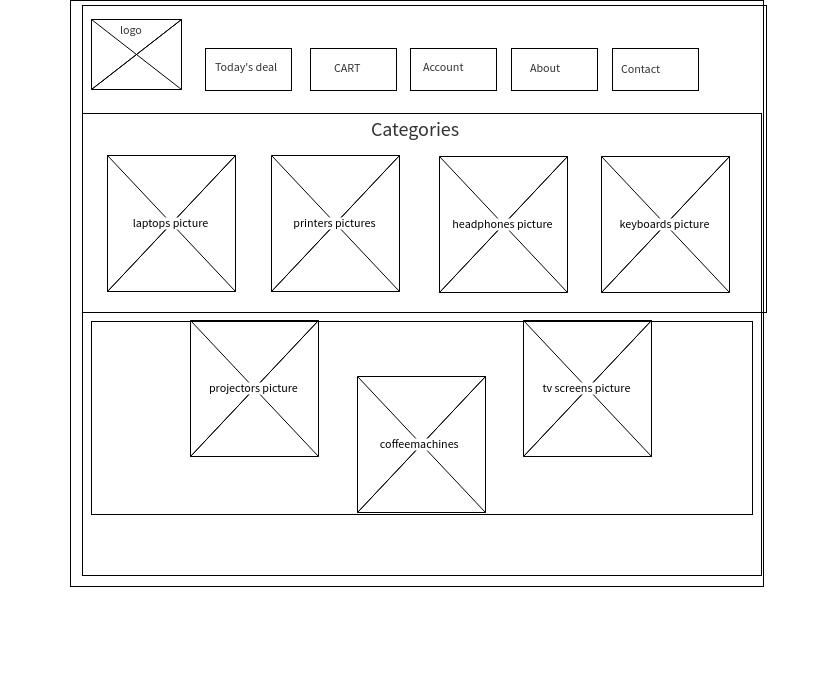 logo
Today's deal
CART
Account
About
Contact
Categories
laptops picture
printers pictures
headphones picture
keyboards picture
projectors picture
tv screens picture
coffeemachines